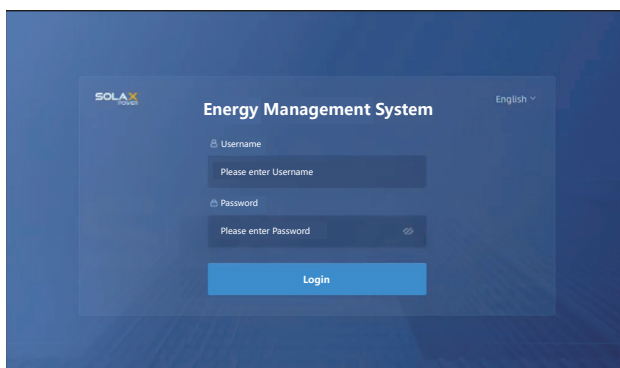 SOLAX
POWER
English
Energy Management System
Username
Please enter Username
Password
Please enter Password
Login